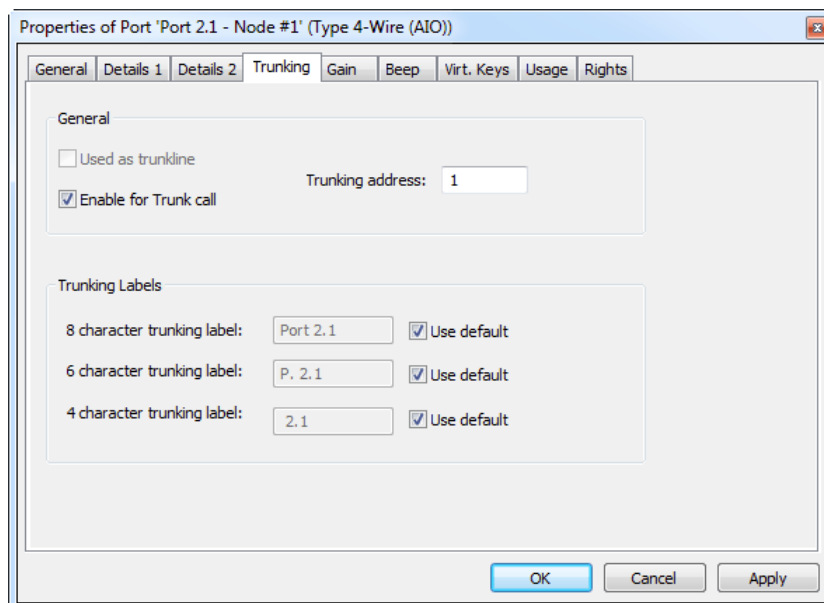 Properties of Port 'Port 2.1 - Node #1' (Type 4-Wire (AIO))
General Details 1 Details 2 Trunking Gain Beep Virt. Keys Usage Rights
General
Used as trunkline
Trunking address: 1
Enable for Trunk call
Trunking Labels
8 character trunking label: Port 2.1 Use default
6 character trunking label: P. 2.1 Use default
4 character trunking label: 2.1 Use default
OK Cancel Apply